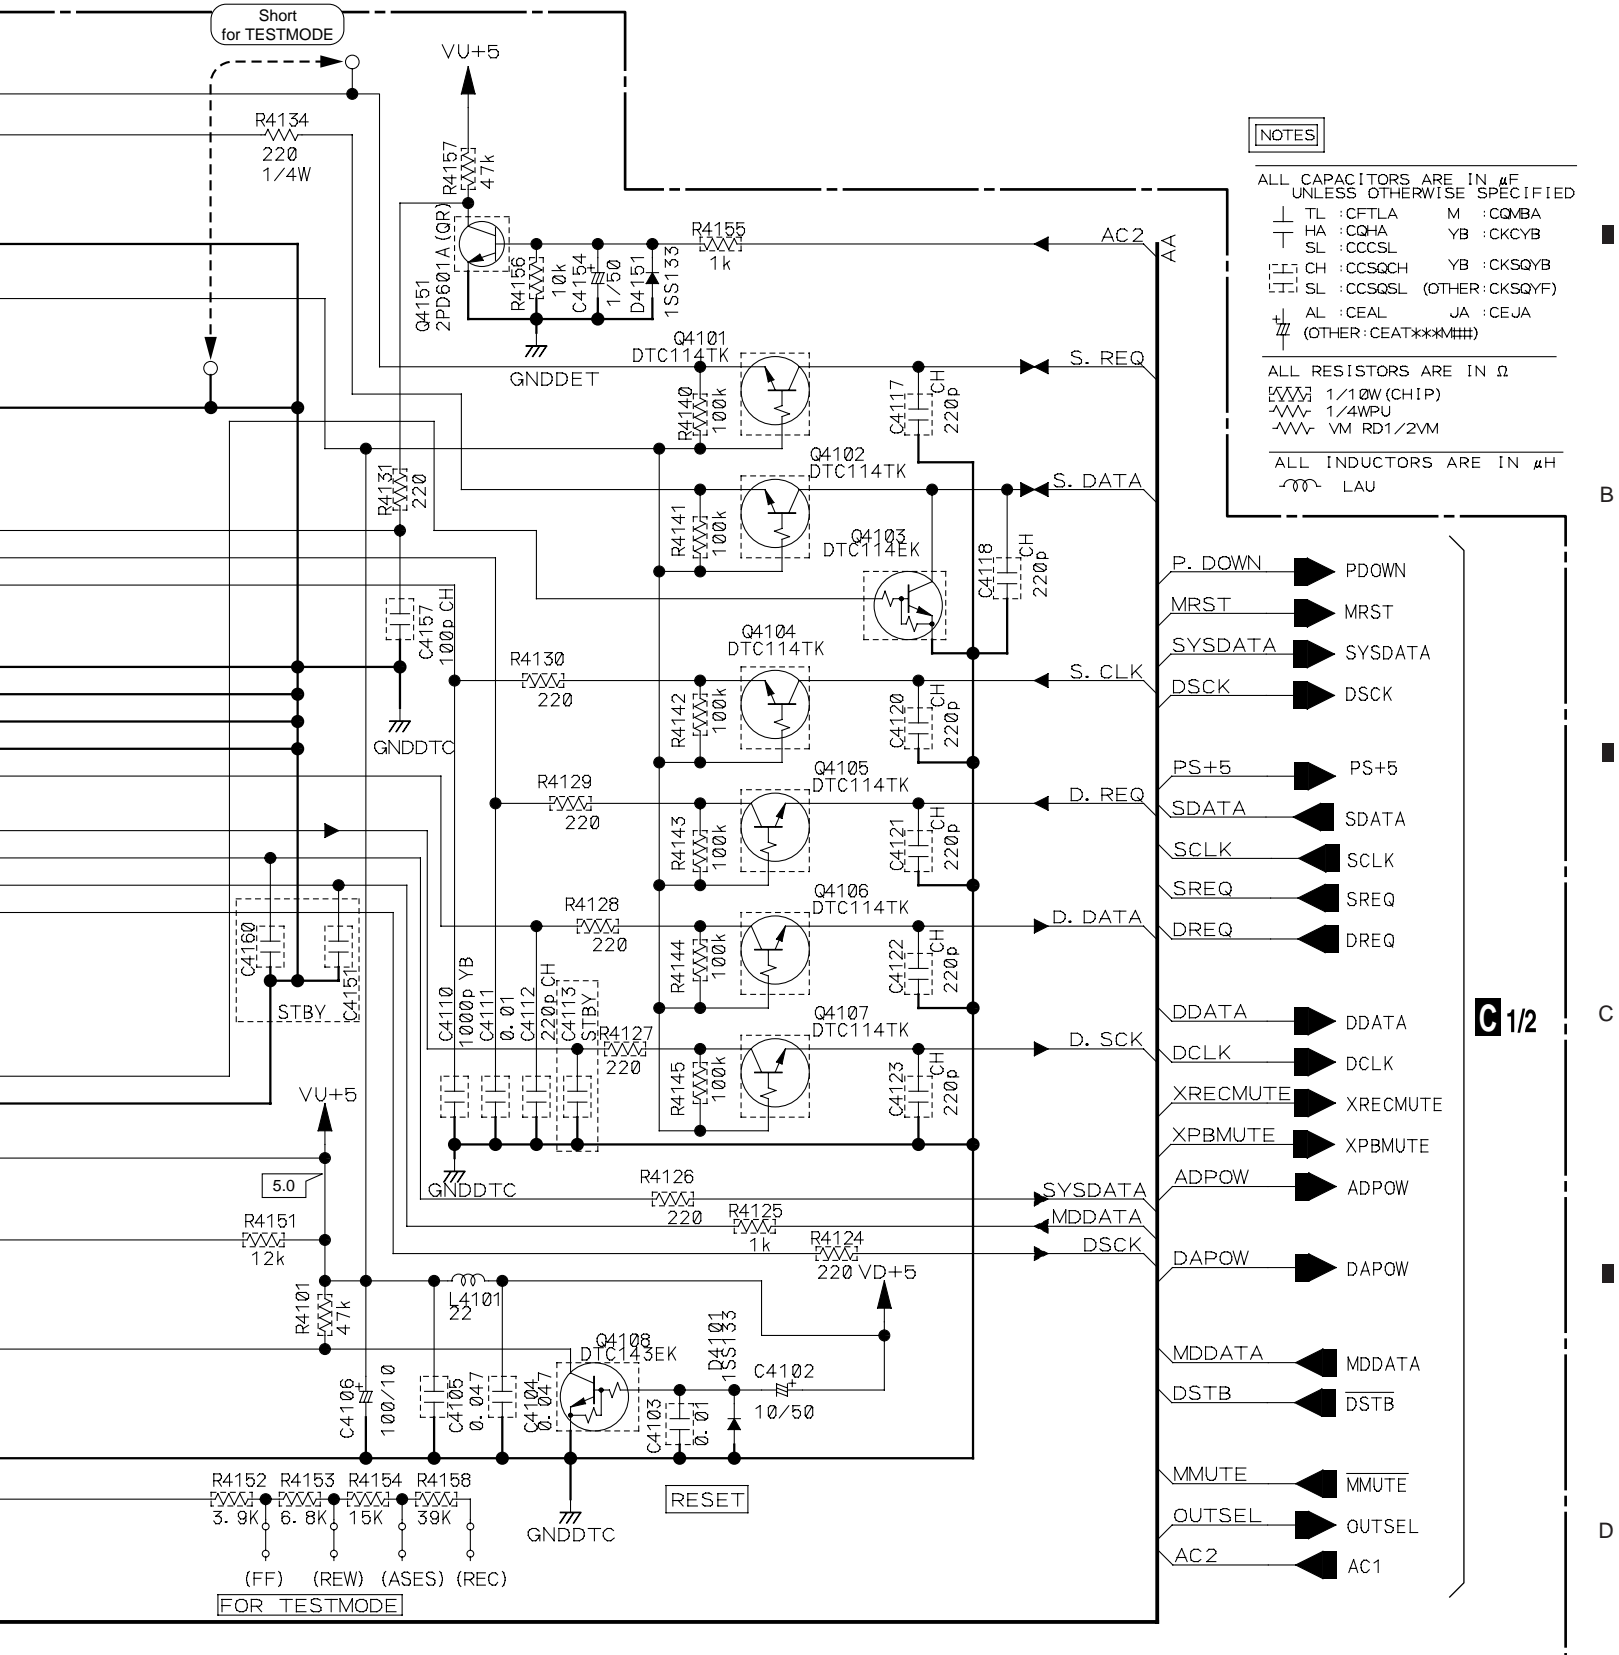 Short
for TESTMODE
VU+5
R4134
220
1/4W
R4157
47k
Q4151
2PD601A(QR)
R4156
10k
C4154
1/50
D4151
1SS133
R4155
1k
AC2
AA
GNDDET
NOTES
ALL CAPACITORS ARE IN μF
UNLESS OTHERWISE SPECIFIED
TL :CFTLA M :CQMBA
HA :CQHA YB :CKCYB
SL :CCCSL
CH :CCSQCH YB :CKSQYB
SL :CCSQSL (OTHER:CKSQYF)
AL :CEAL JA :CEJA
(OTHER:CEAT***M##)
ALL RESISTORS ARE IN Ω
1/10W(CHIP)
1/4WPU
VM RD1/2VM
ALL INDUCTORS ARE IN μH
LAU
Q4101
DTC114TK
R4140
100k
C4117
CH
220p
S. REQ
Q4102
DTC114TK
R4131
220
R4141
100k
S. DATA
B
Q4103
DTC114EK
C4118
CH
220p
C4157
100p CH
GNDDTC
Q4104
DTC114TK
R4130
220
R4142
100k
C4120
CH
220p
S. CLK
Q4105
DTC114TK
R4129
220
R4143
100k
C4121
CH
220p
D. REQ
Q4106
DTC114TK
R4128
220
R4144
100k
C4122
CH
220p
D. DATA
C4160
C4151
STBY
C4110
1000p YB
C4111
0.01
C4112
220p CH
C4113
STBY
Q4107
DTC114TK
R4127
220
R4145
100k
C4123
CH
220p
D. SCK
GNDDTC
P. DOWN PDOWN
MRST MRST
SYSDATA SYSDATA
DSCK DSCK
PS+5 PS+5
SDATA SDATA
SCLK SCLK
SREQ SREQ
DREQ DREQ
DDATA DDATA
DCLK DCLK
XRECMUTE XRECMUTE
XPBMUTE XPBMUTE
ADPOW ADPOW
DAPOW DAPOW
MDDATA MDDATA
DSTB DSTB
MMUTE MMUTE
OUTSEL OUTSEL
AC2 AC1
C 1/2
C
VU+5
5.0
R4151
12k
R4126
220
SYSDATA
R4125
1k
MDDATA
R4124
220
DSCK
VD+5
R4101
47k
L4101
22
Q4108
DTC143EK
D4101
1SS133
C4102
10/50
C4106
100/10
C4105
0.047
C4104
0.047
C4103
0.01
RESET
GNDDTC
R4152 R4153 R4154 R4158
3.9K 6.8K 15K 39K
(FF) (REW) (ASES) (REC)
FOR TESTMODE
D